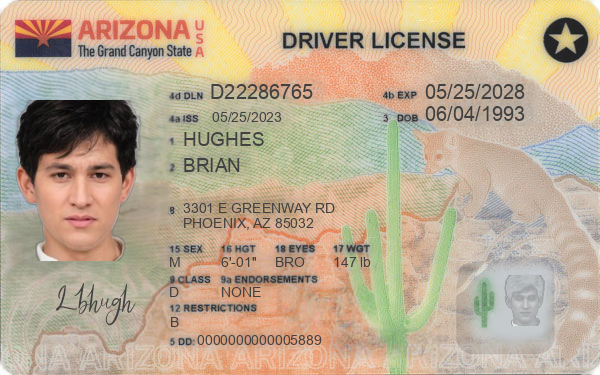 ARIZONA USA
The Grand Canyon State
DRIVER LICENSE
4d DLN D22286765
4b EXP 05/25/2028
4a ISS 05/25/2023
3 DOB 06/04/1993
1 HUGHES
2 BRIAN
8 3301 E GREENWAY RD
PHOENIX, AZ 85032
15 SEX 16 HGT 18 EYES 17 WGT
M 6'-01" BRO 147 lb
9 CLASS 9a ENDORSEMENTS
D NONE
12 RESTRICTIONS
B
5 DD: 0000000000005889
ARIZONA ARIZONA ARIZONA ARIZONA